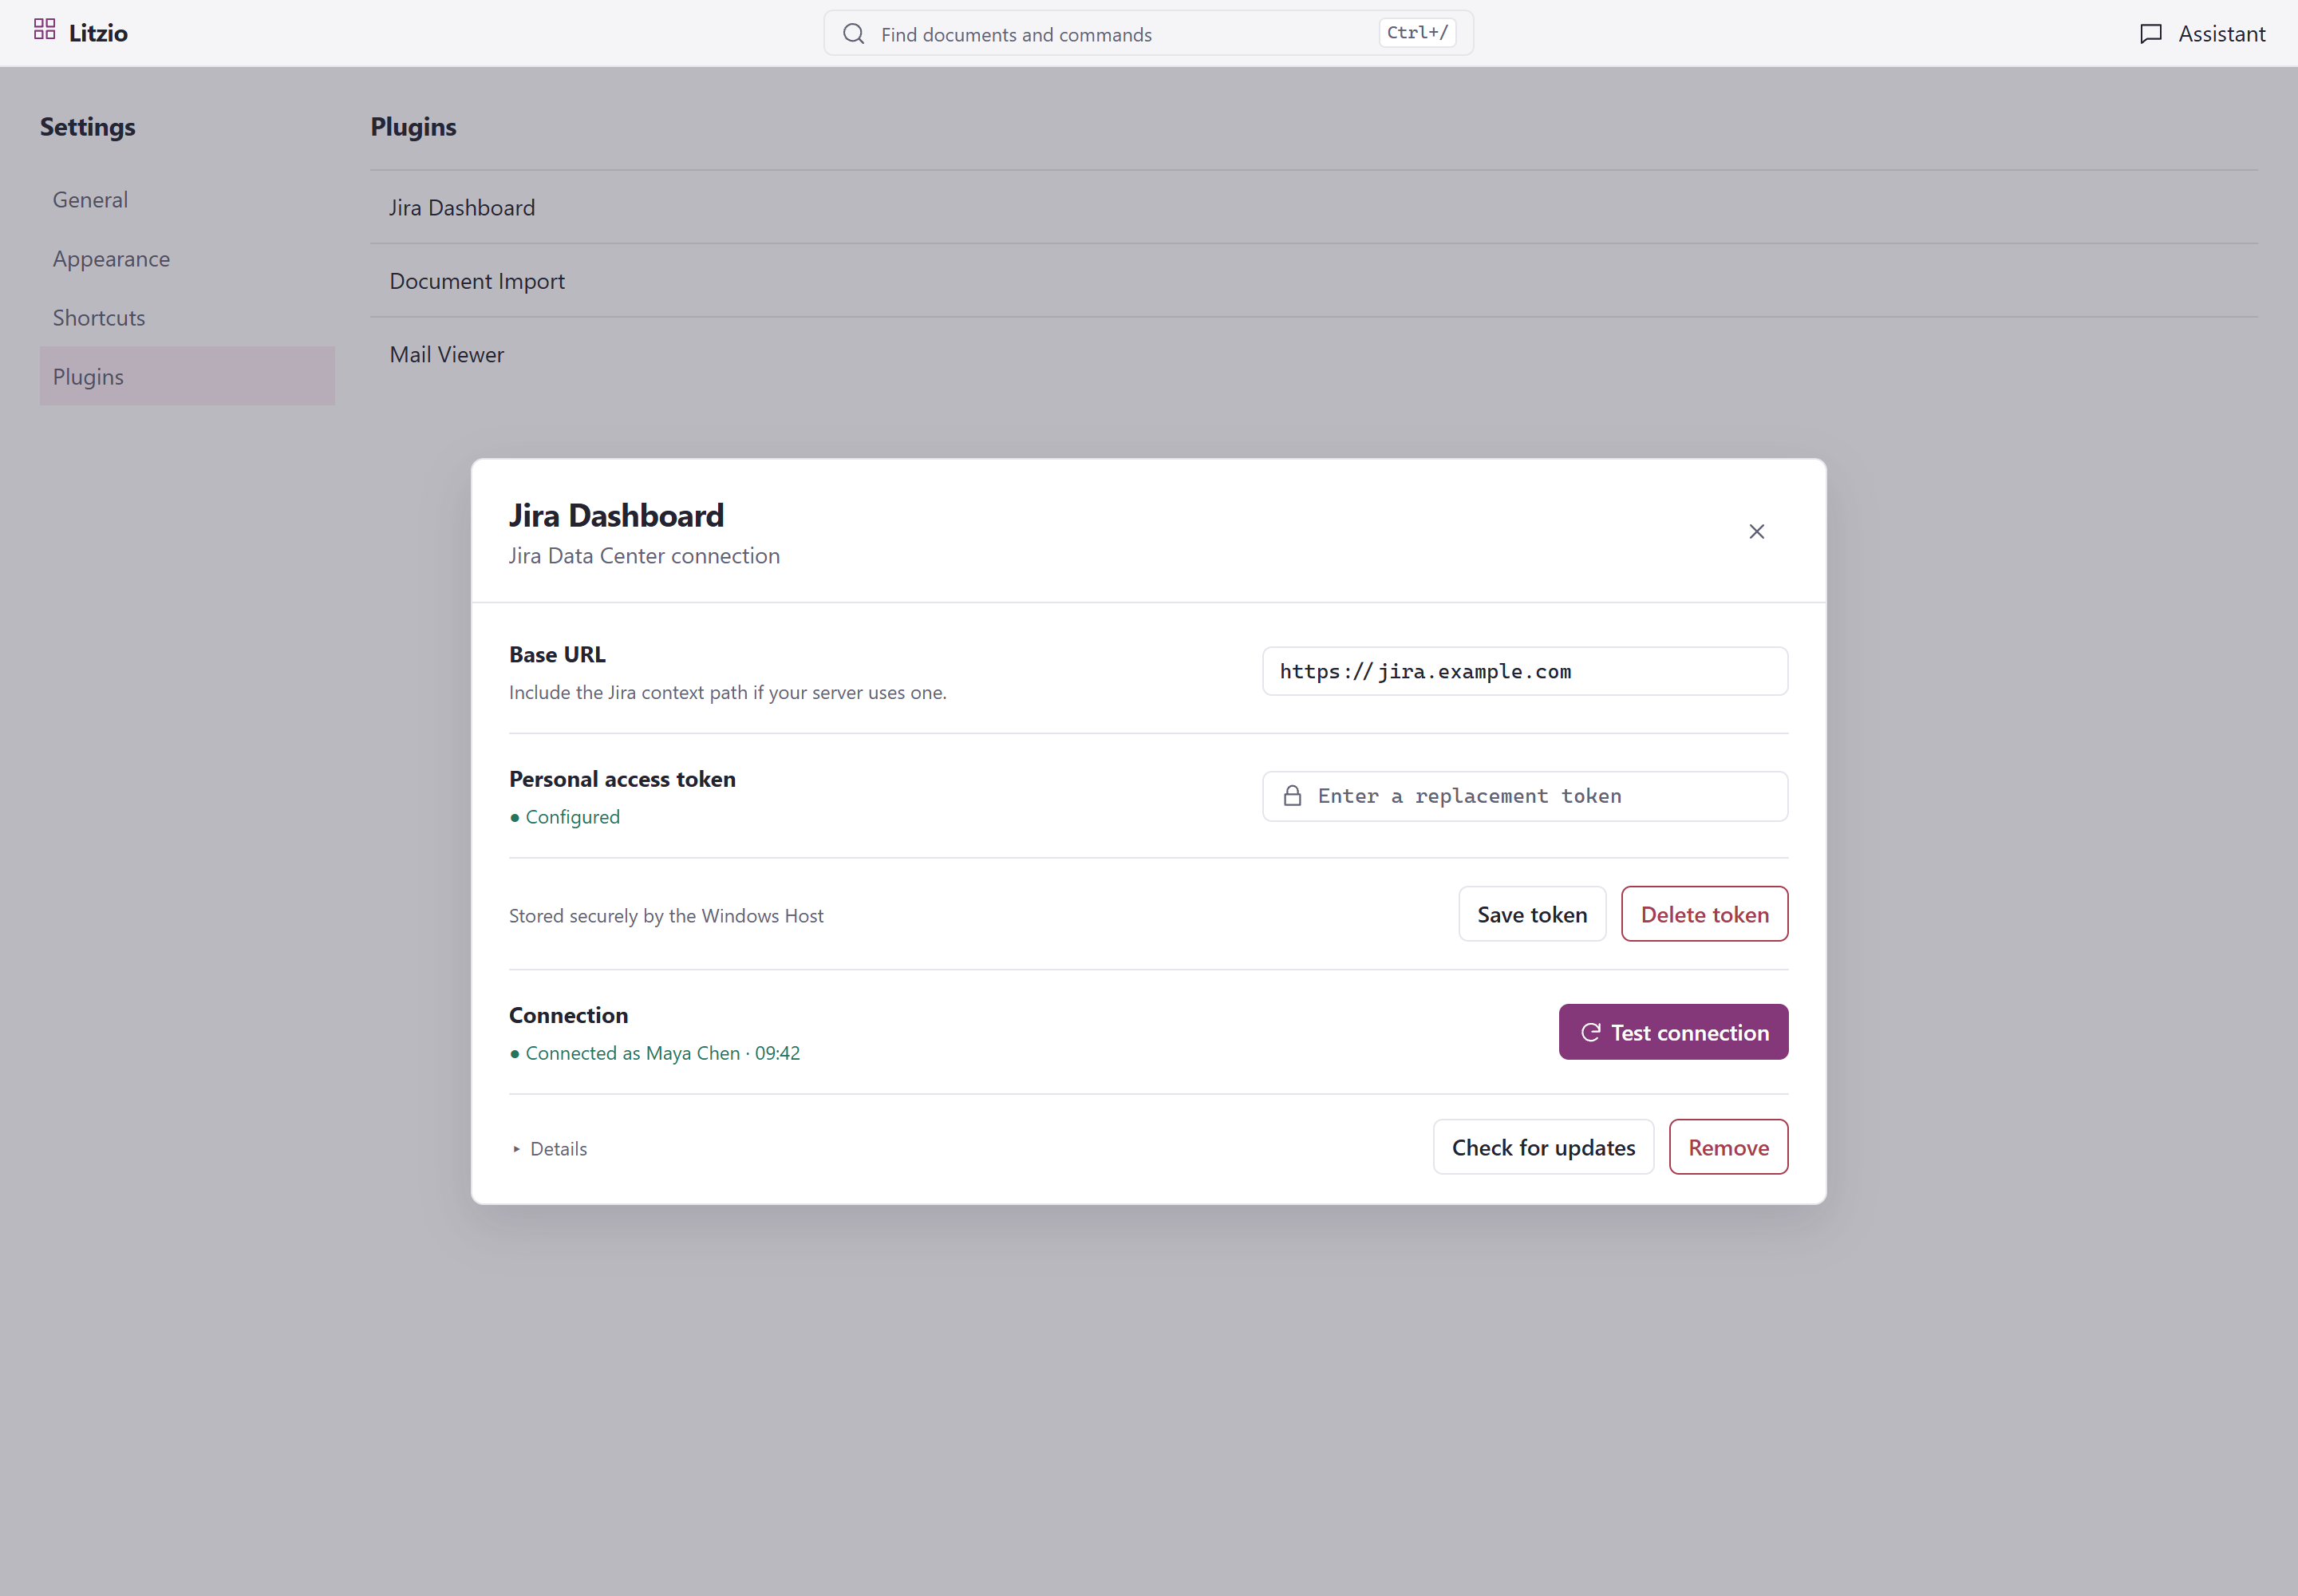 Litzio
Find documents and commands
Ctrl+/
Assistant
Settings
General
Appearance
Shortcuts
Plugins
Plugins
Jira Dashboard
Document Import
Mail Viewer
Jira Dashboard
Jira Data Center connection
Base URL
Include the Jira context path if your server uses one.
https://jira.example.com
Personal access token
● Configured
Enter a replacement token
Stored securely by the Windows Host
Save token
Delete token
Connection
● Connected as Maya Chen · 09:42
Test connection
▸ Details
Check for updates
Remove